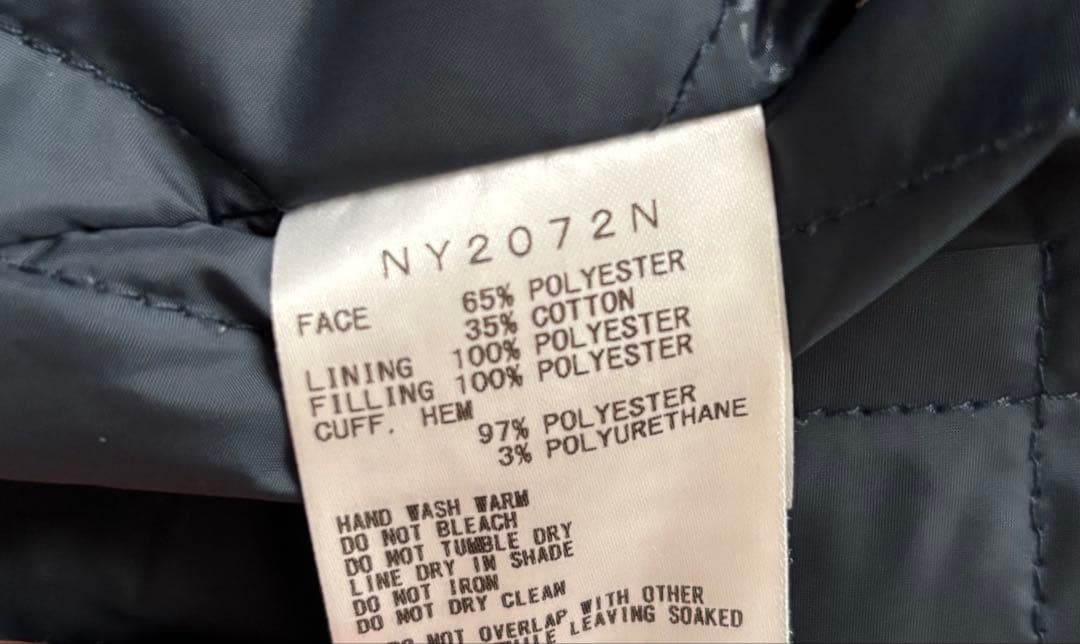 NY2072N
FACE 65% POLYESTER
35% COTTON
LINING 100% POLYESTER
FILLING 100% POLYESTER
CUFF. HEM
97% POLYESTER
3% POLYURETHANE
HAND WASH WARM
DO NOT BLEACH
DO NOT TUMBLE DRY
LINE DRY IN SHADE
DO NOT IRON
DO NOT DRY CLEAN
DO NOT OVERLAP WITH OTHER
WHILE LEAVING SOAKED